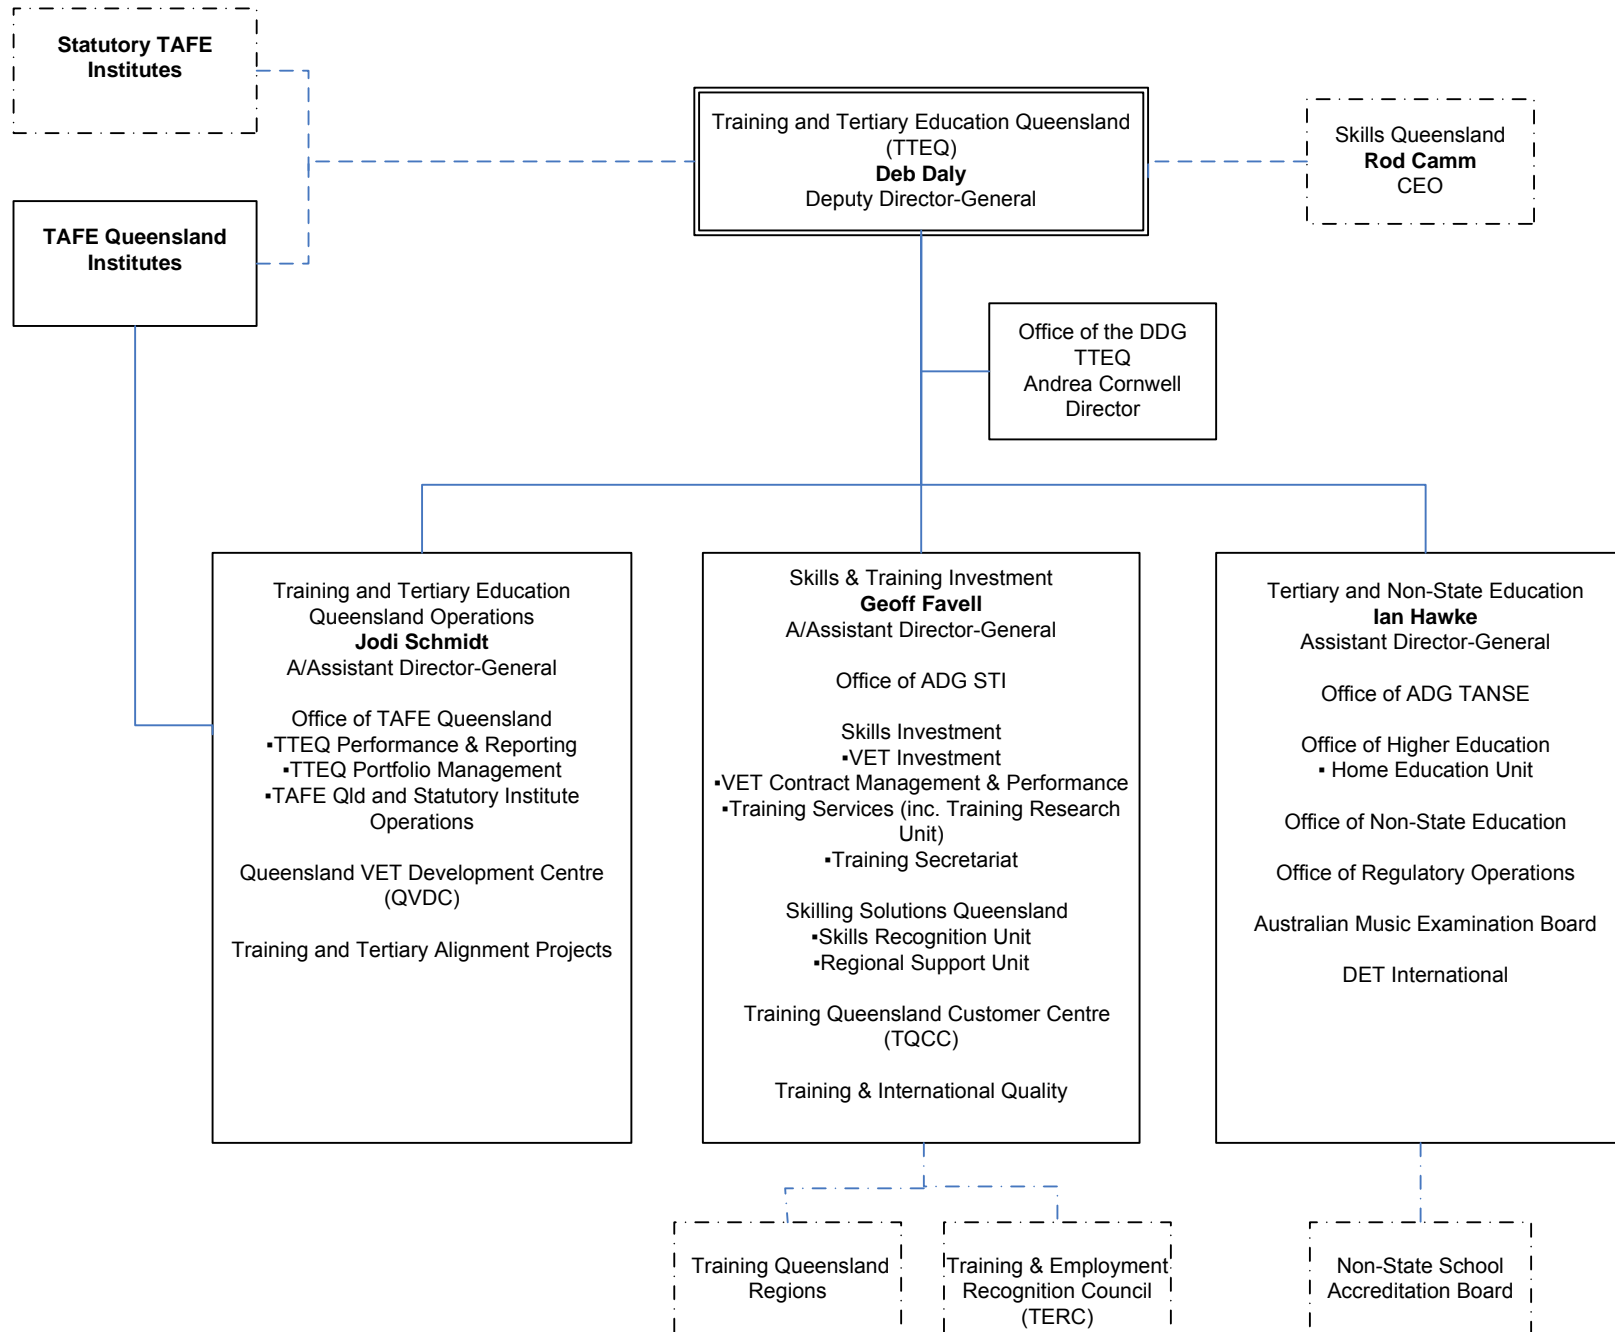 Statutory TAFE
Institutes
Training and Tertiary Education Queensland
(TTEQ)
Deb Daly
Deputy Director-General
Skills Queensland
Rod Camm
CEO
TAFE Queensland
Institutes
Office of the DDG
TTEQ
Andrea Cornwell
Director
Training and Tertiary Education
Queensland Operations
Jodi Schmidt
A/Assistant Director-General
Office of TAFE Queensland
▪TTEQ Performance & Reporting
▪TTEQ Portfolio Management
▪TAFE Qld and Statutory Institute
Operations
Queensland VET Development Centre
(QVDC)
Training and Tertiary Alignment Projects
Skills & Training Investment
Geoff Favell
A/Assistant Director-General
Office of ADG STI
Skills Investment
▪VET Investment
▪VET Contract Management & Performance
▪Training Services (inc. Training Research
Unit)
▪Training Secretariat
Skilling Solutions Queensland
▪Skills Recognition Unit
▪Regional Support Unit
Training Queensland Customer Centre
(TQCC)
Training & International Quality
Tertiary and Non-State Education
Ian Hawke
Assistant Director-General
Office of ADG TANSE
Office of Higher Education
▪ Home Education Unit
Office of Non-State Education
Office of Regulatory Operations
Australian Music Examination Board
DET International
Training Queensland
Regions
Training & Employment
Recognition Council
(TERC)
Non-State School
Accreditation Board